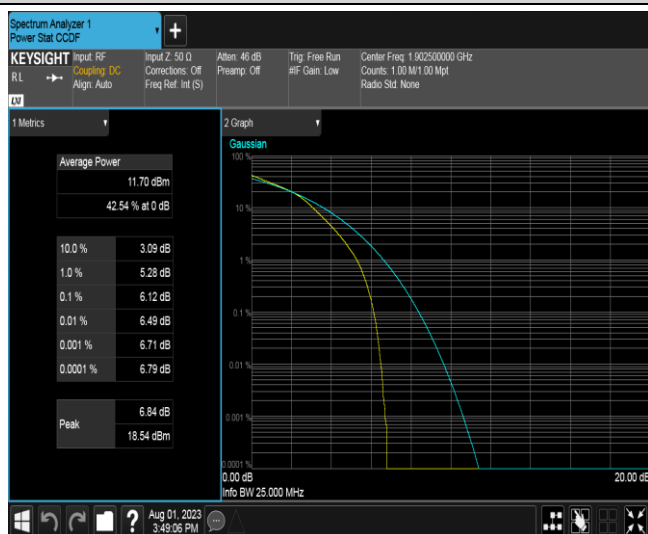 Spectrum Analyzer 1
Power Stat CCDF
KEYSIGHT
RL
LXI
Input: RF
Coupling: DC
Align: Auto
Input Z: 50 Ω
Corrections: Off
Freq Ref: Int (S)
Atten: 46 dB
Preamp: Off
Trig: Free Run
#IF Gain: Low
Center Freq: 1.902500000 GHz
Counts: 1.00 M/1.00 Mpt
Radio Std: None
1 Metrics
Average Power
11.70 dBm
42.54 % at 0 dB
10.0 % 3.09 dB
1.0 % 5.28 dB
0.1 % 6.12 dB
0.01 % 6.49 dB
0.001 % 6.71 dB
0.0001 % 6.79 dB
Peak
6.84 dB
18.54 dBm
2 Graph
Gaussian
100 %
10 %
1 %
0.1 %
0.01 %
0.001 %
0.0001 %
0.00 dB 20.00 dB
Info BW 25.000 MHz
?
Aug 01, 2023
3:49:06 PM